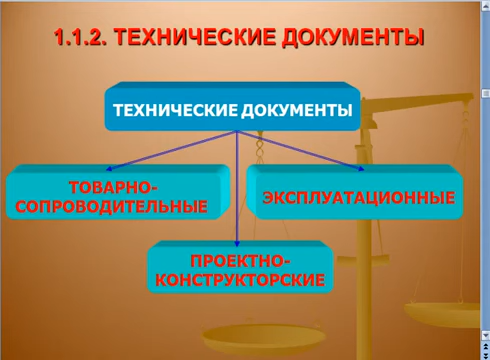 1.1.2. ТЕХНИЧЕСКИЕ ДОКУМЕНТЫ
ТЕХНИЧЕСКИЕ ДОКУМЕНТЫ
ТОВАРНО-
СОПРОВОДИТЕЛЬНЫЕ
ЭКСПЛУАТАЦИОННЫЕ
ПРОЕКТНО-
КОНСТРУКТОРСКИЕ